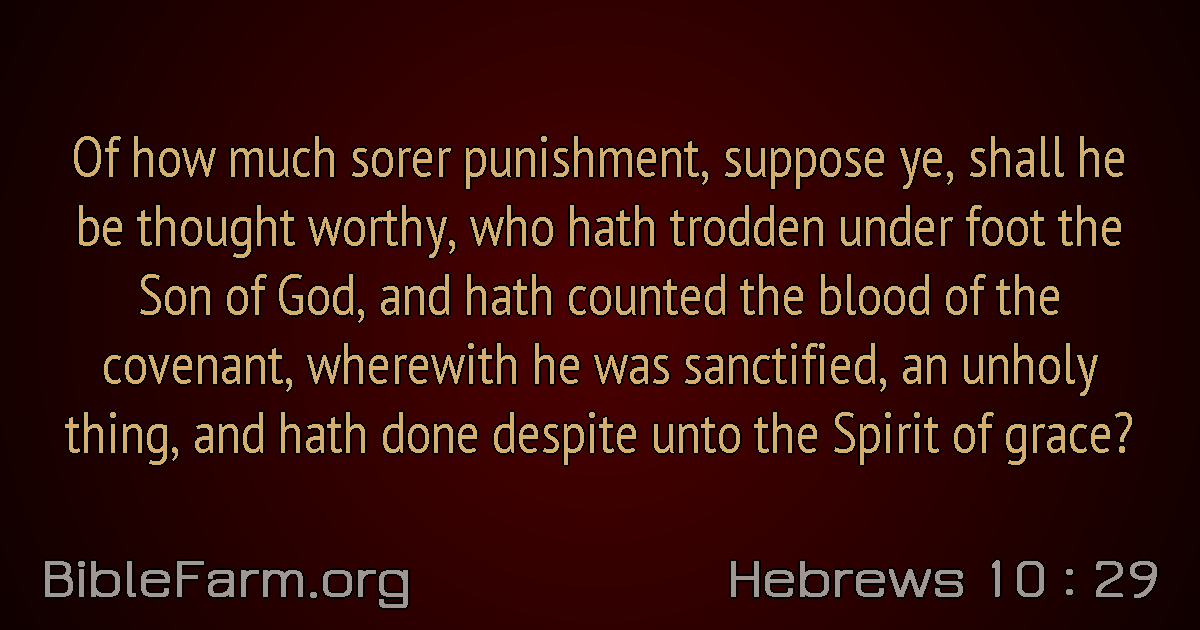 Of how much sorer punishment, suppose ye, shall he
be thought worthy, who hath trodden under foot the
Son of God, and hath counted the blood of the
covenant, wherewith he was sanctified, an unholy
thing, and hath done despite unto the Spirit of grace?
BibleFarm.org
Hebrews 10 : 29